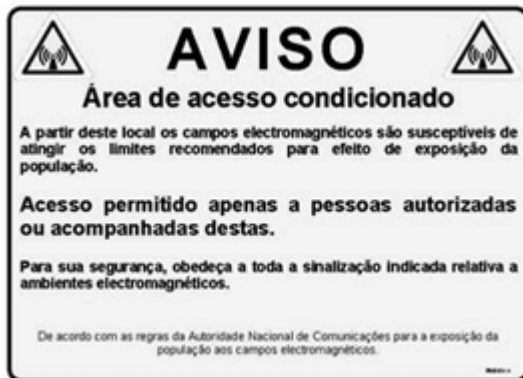 AVISO
Área de acesso condicionado
A partir deste local os campos electromagnéticos são susceptíveis de
atingir os limites recomendados para efeito de exposição da
população.
Acesso permitido apenas a pessoas autorizadas
ou acompanhadas destas.
Para sua segurança, obedeça a toda a sinalização indicada relativa a
ambientes electromagnéticos.
De acordo com as regras da Autoridade Nacional de Comunicações para a exposição da
população aos campos electromagnéticos.